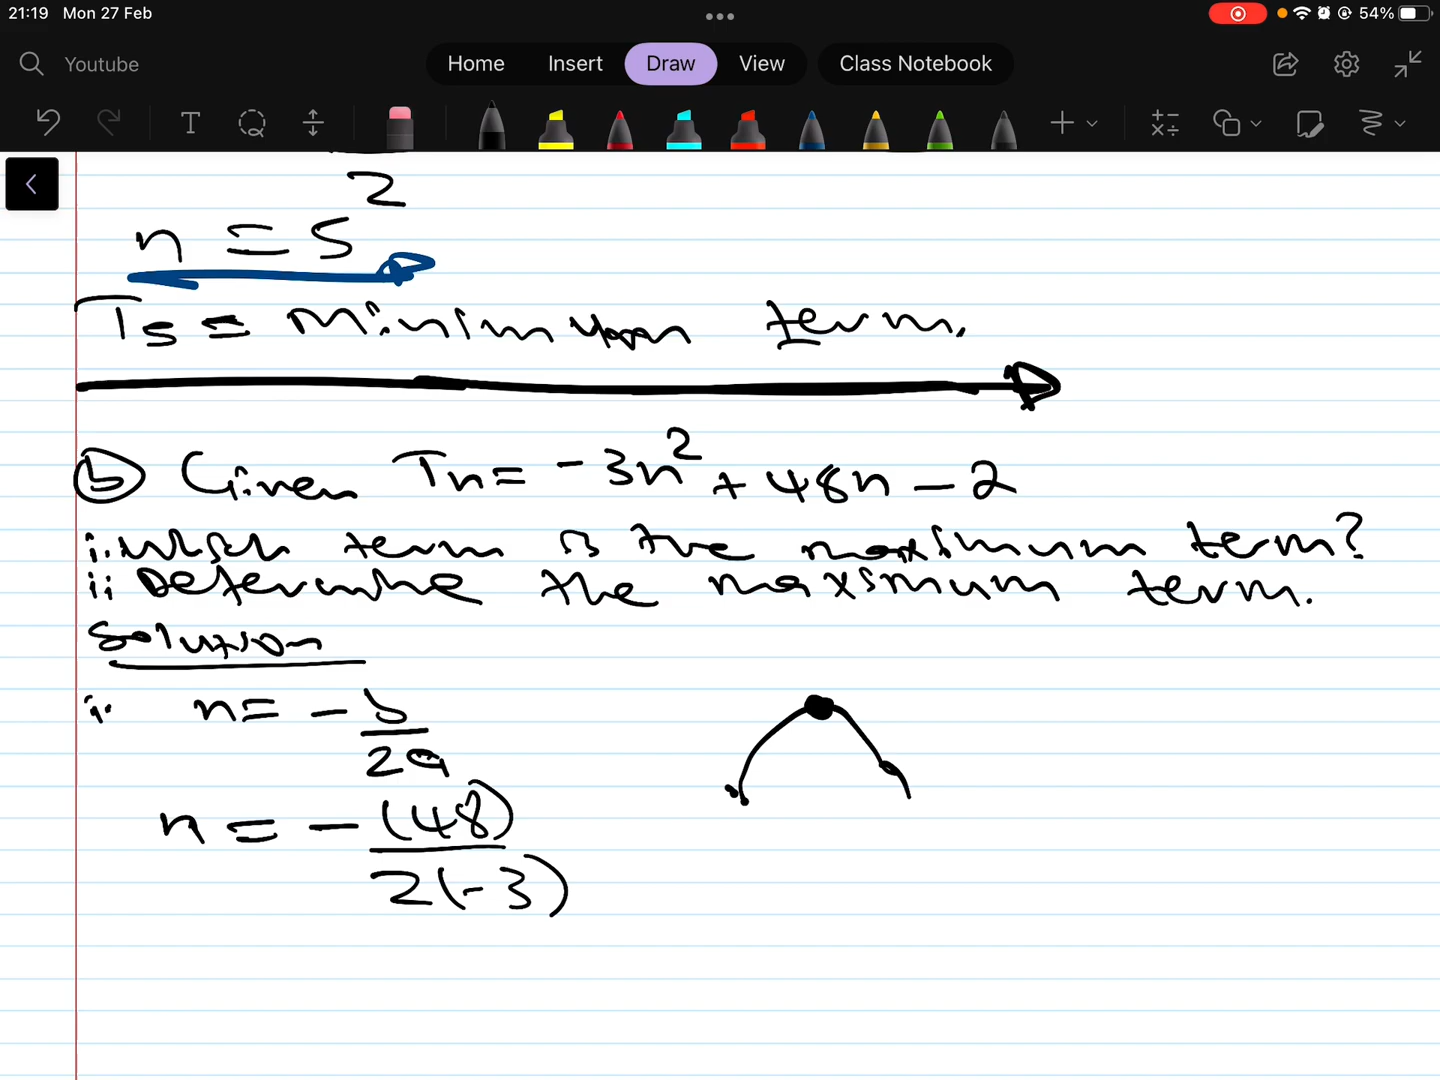 21:19 Mon 27 Feb
54%
Youtube
Home Insert Draw View Class Notebook
2
n = 5
T5 = Minimum term.
b Given Tn = -3n² + 48n - 2
i. Which term is the maximum term?
ii Determine the maximum term.
Solution
i. n = - b
2a
n = - (48)
2(-3)